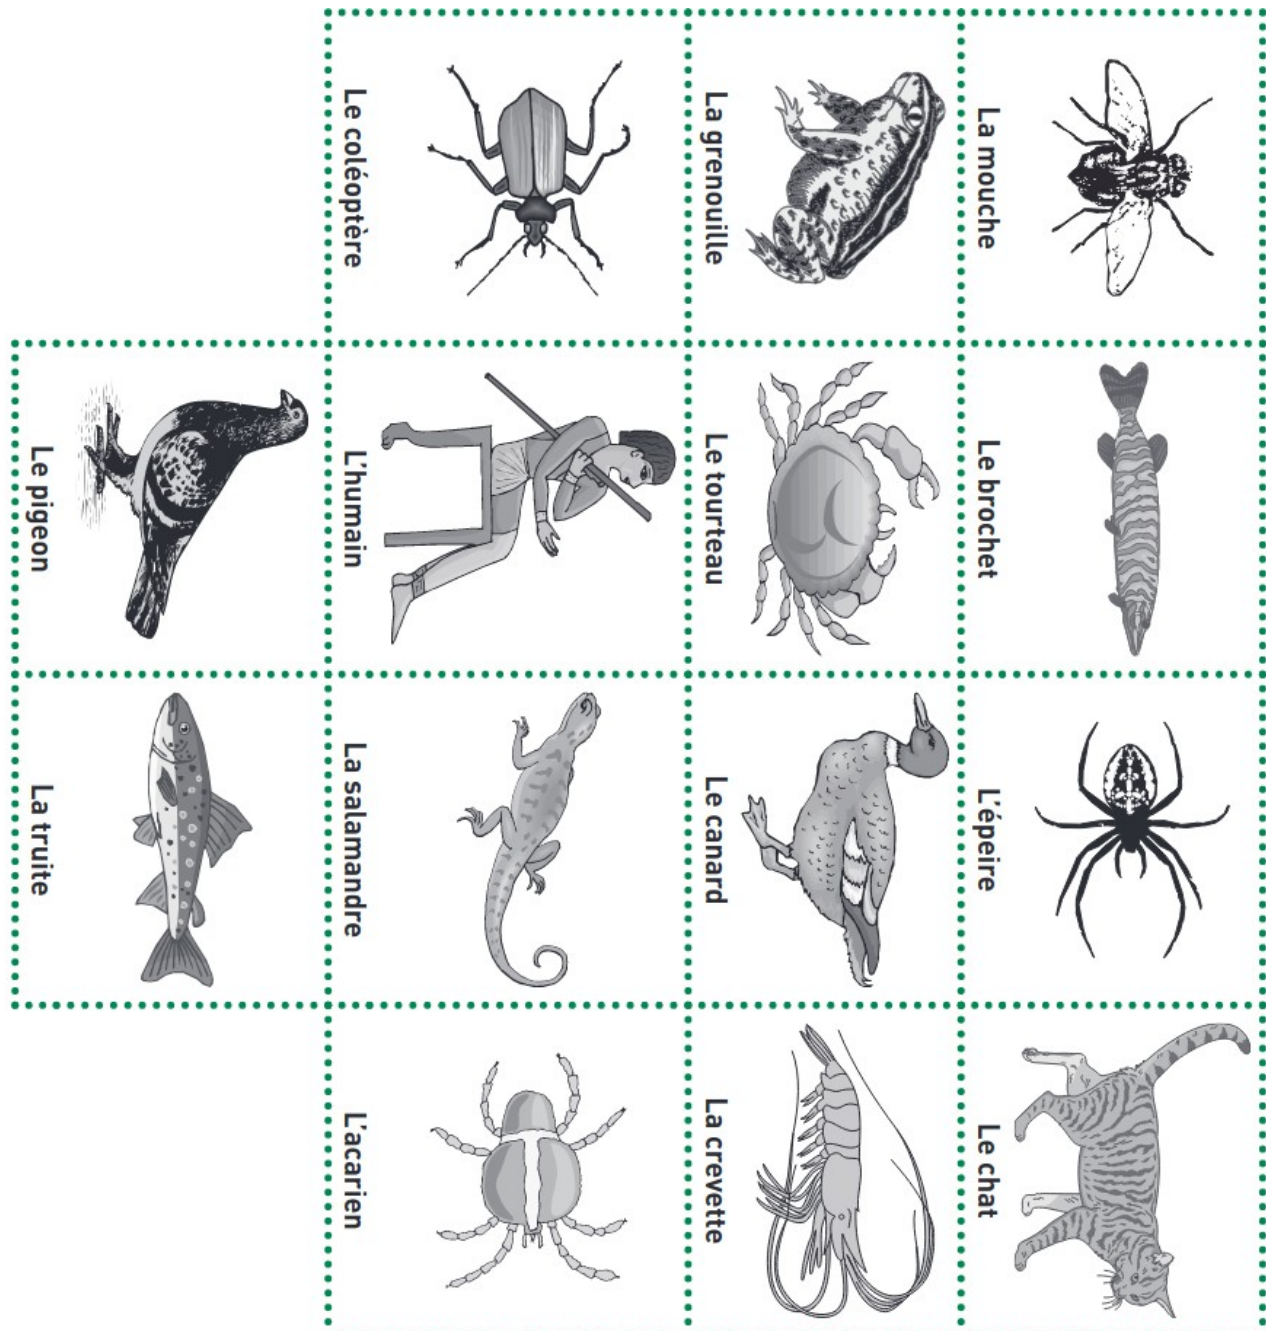 La mouche
Le brochet
L'épeire
Le chat
La grenouille
Le tourteau
Le canard
La crevette
Le coléoptère
L'humain
La salamandre
L'acarien
Le pigeon
La truite